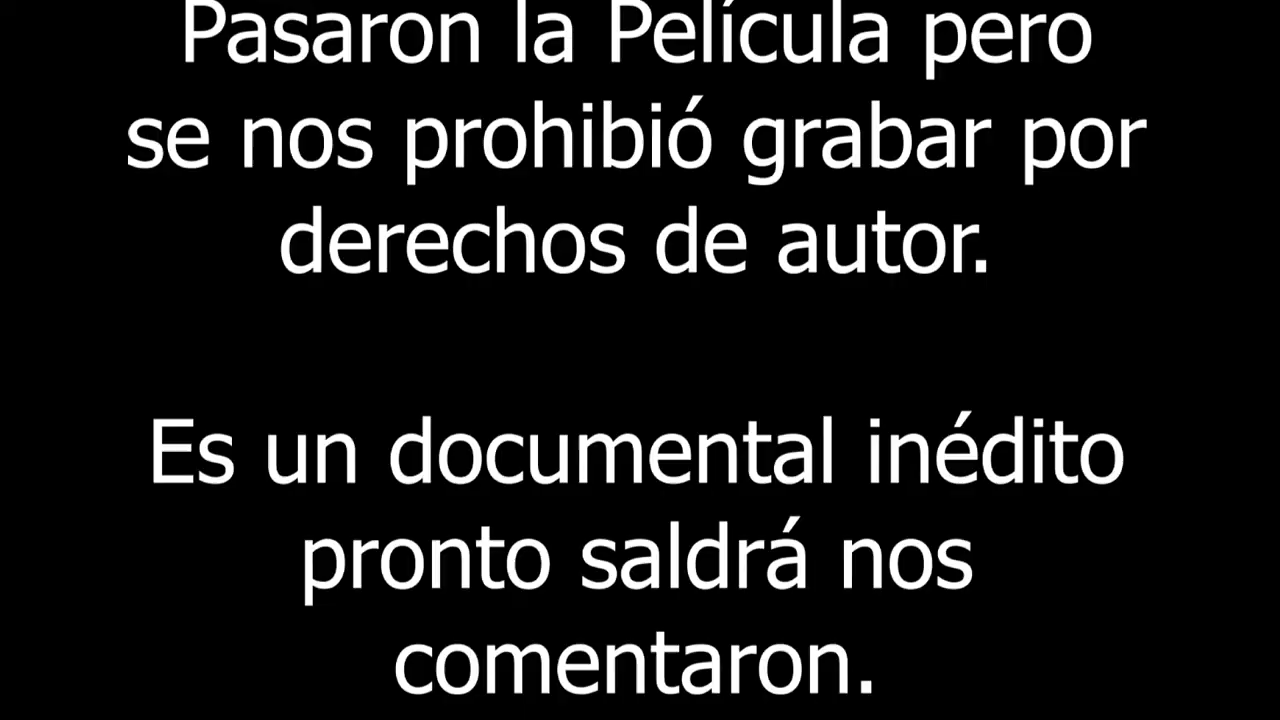 Pasaron la Película pero
se nos prohibió grabar por
derechos de autor.
Es un documental inédito
pronto saldrá nos
comentaron.